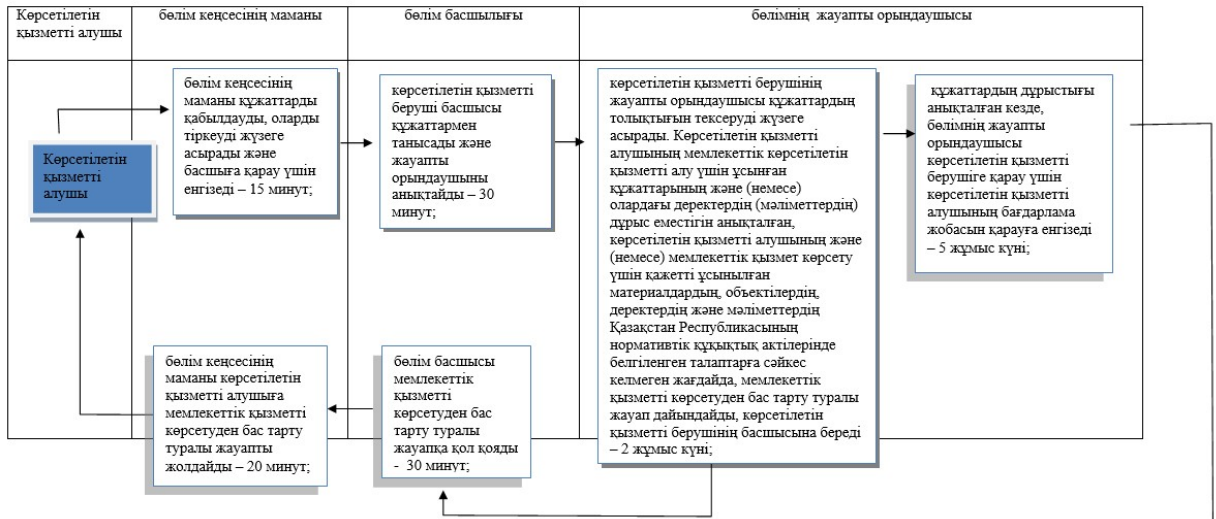 Көрсетілетін
қызметті алушы
бөлім кеңсесінің маманы
бөлім басшылығы
бөлімнің жауапты орындаушысы
Көрсетілетін
қызметті
алушы
бөлім кеңсесінің
маманы құжаттарды
қабылдауды, оларды
тіркеуді жүзеге
асырады және
басшыға қарау үшін
енгізеді – 15 минут;
көрсетілетін қызметті
беруші басшысы
құжаттармен
танысады және
жауапты
орындаушыны
анықтайды – 30
минут;
көрсетілетін қызметті берушінің
жауапты орындаушысы құжаттардың
толықтығын тексеруді жүзеге
асырады. Көрсетілетін қызметті
алушының мемлекеттік көрсетілетін
қызметті алу үшін ұсынған
құжаттарының және (немесе)
олардағы деректердің (мәліметтердің)
дұрыс еместігін анықталған,
көрсетілетін қызметті алушының және
(немесе) мемлекеттік қызмет көрсету
үшін қажетті ұсынылған
материалдардың, объектілердің,
деректердің және мәліметтердің
Қазақстан Республикасының
нормативтік құқықтық актілерінде
белгіленген талаптарға сәйкес
келмеген жағдайда, мемлекеттік
қызметті көрсетуден бас тарту туралы
жауап дайындайды, көрсетілетін
қызметті берушінің басшысына береді
– 2 жұмыс күні;
құжаттардың дұрыстығы
анықталған кезде,
бөлімнің жауапты
орындаушысы
көрсетілетін қызметті
берушіге қарау үшін
көрсетілетін қызметті
алушының бағдарлама
жобасын қарауға енгізеді
– 5 жұмыс күні;
бөлім кеңсесінің
маманы көрсетілетін
қызметті алушыға
мемлекеттік қызметті
көрсетуден бас тарту
туралы жауапты
жолдайды – 20 минут;
бөлім басшысы
мемлекеттік
қызметті
көрсетуден бас
тарту туралы
жауапқа қол қояды
- 30 минут;